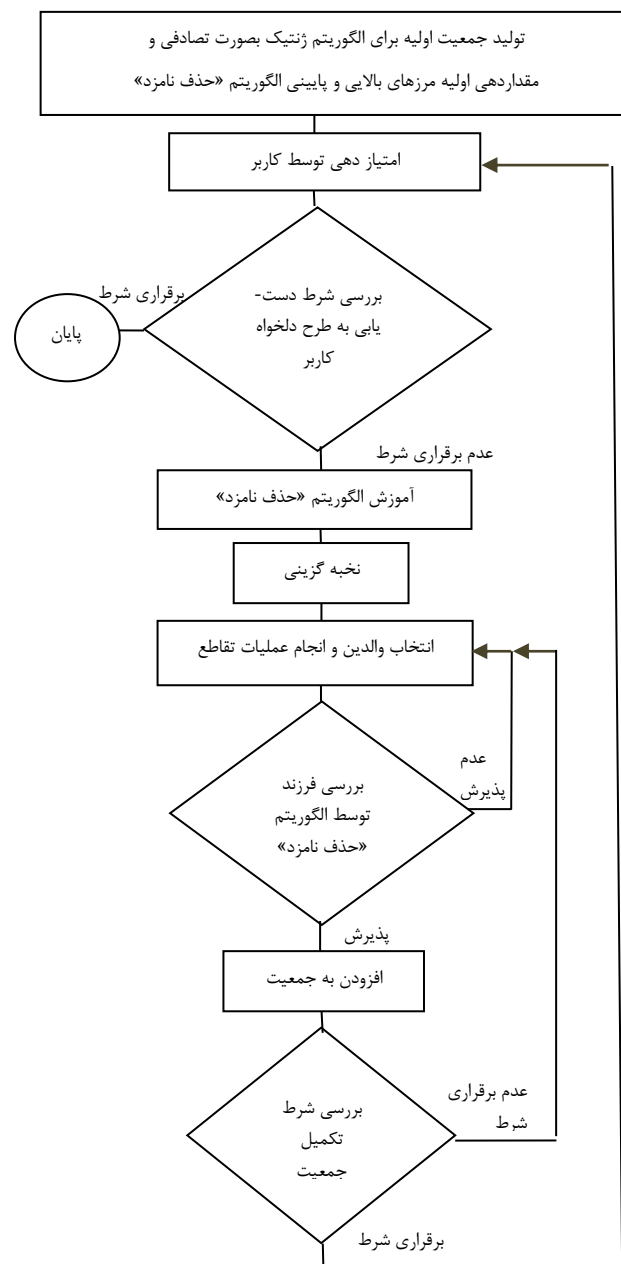 تولید جمعیت اولیه برای الگوریتم ژنتیک بصورت تصادفی و
مقداردهی اولیه مرزهای بالایی و پایینی الگوریتم «حذف نامزد»
امتیاز دهی توسط کاربر
بررسی شرط دست-
یابی به طرح دلخواه
کاربر
برقراری شرط
پایان
عدم برقراری شرط
آموزش الگوریتم «حذف نامزد»
نخبه گزینی
انتخاب والدین و انجام عملیات تقاطع
بررسی فرزند
توسط الگوریتم
«حذف نامزد»
عدم
پذیرش
پذیرش
افزودن به جمعیت
بررسی شرط
تکمیل
جمعیت
عدم برقراری
شرط
برقراری شرط